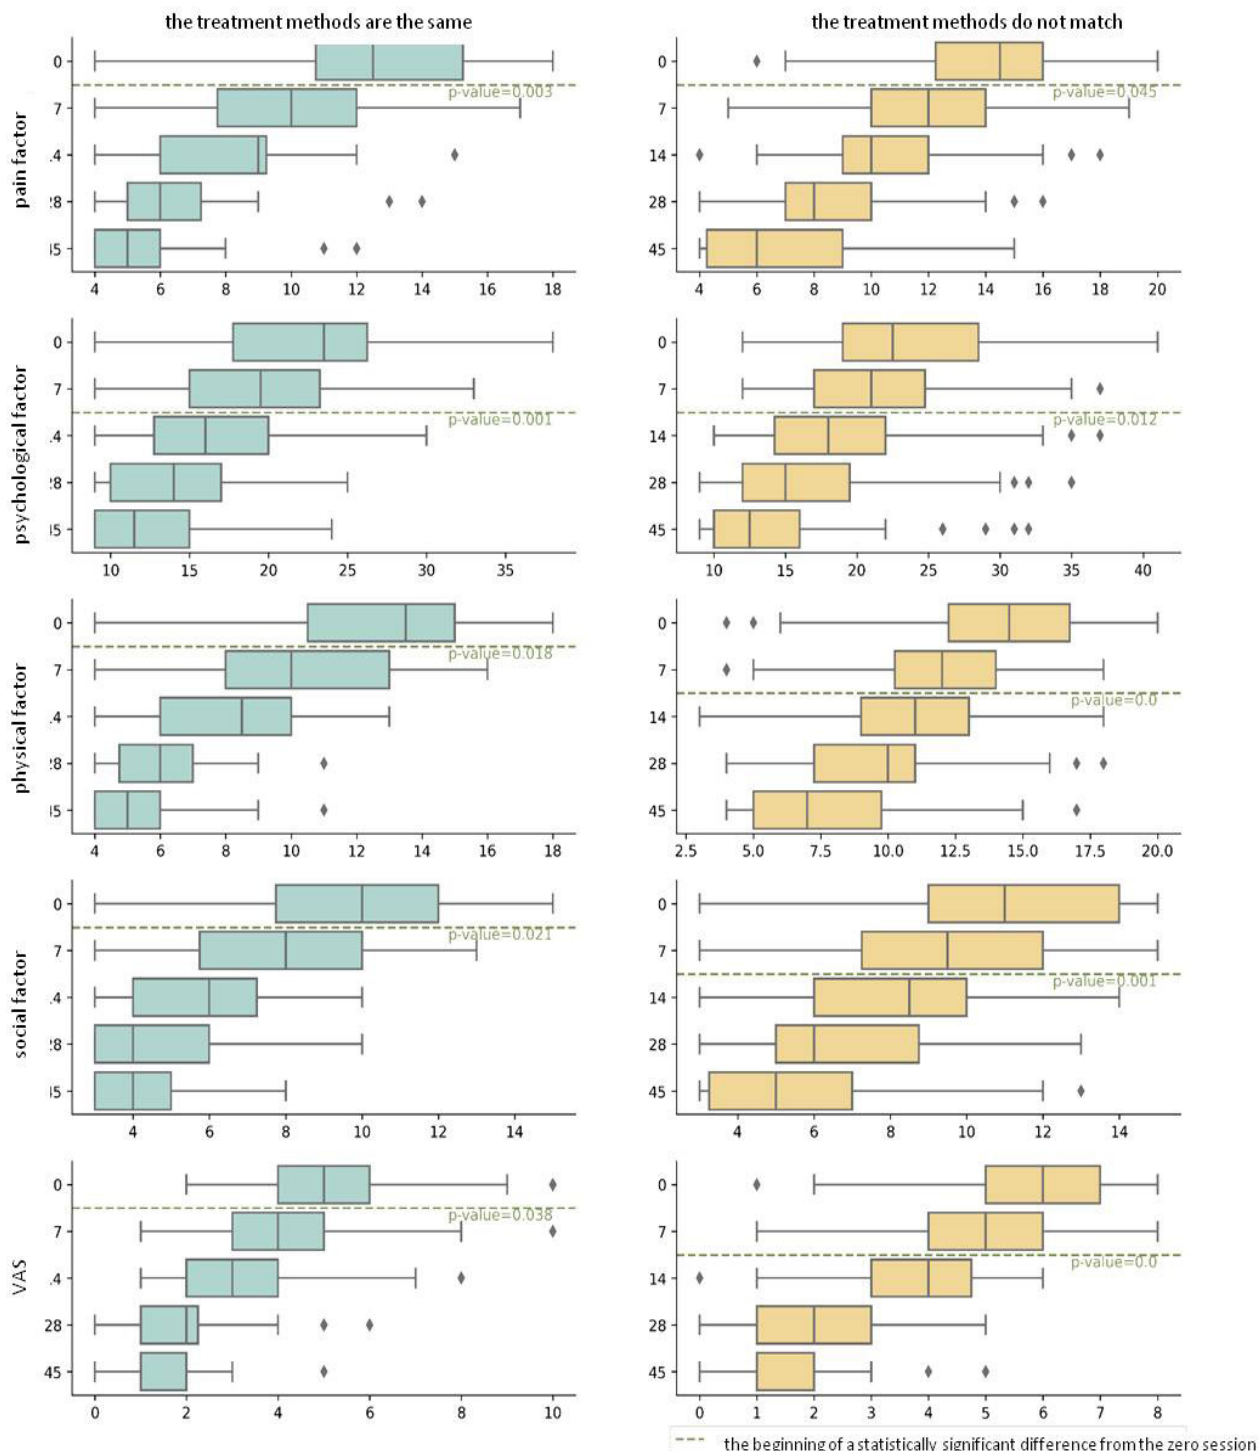 the treatment methods are the same
the treatment methods do not match
pain factor
0
p-value=0.003
7
.4
28
45
4 6 8 10 12 14 16 18
0
p-value=0.045
7
14
28
45
4 6 8 10 12 14 16 18 20
psychological factor
0
7
p-value=0.001
.4
28
45
10 15 20 25 30 35
0
7
p-value=0.012
14
28
45
10 15 20 25 30 35 40
physical factor
0
p-value=0.018
7
.4
28
45
4 6 8 10 12 14 16 18
0
7
p-value=0.0
14
28
45
2.5 5.0 7.5 10.0 12.5 15.0 17.5 20.0
social factor
0
p-value=0.021
7
.4
28
45
4 6 8 10 12 14
0
7
p-value=0.001
14
28
45
4 6 8 10 12 14
VAS
0
p-value=0.038
7
.4
28
45
0 2 4 6 8 10
0
7
p-value=0.0
14
28
45
0 1 2 3 4 5 6 7 8
the beginning of a statistically significant difference from the zero session